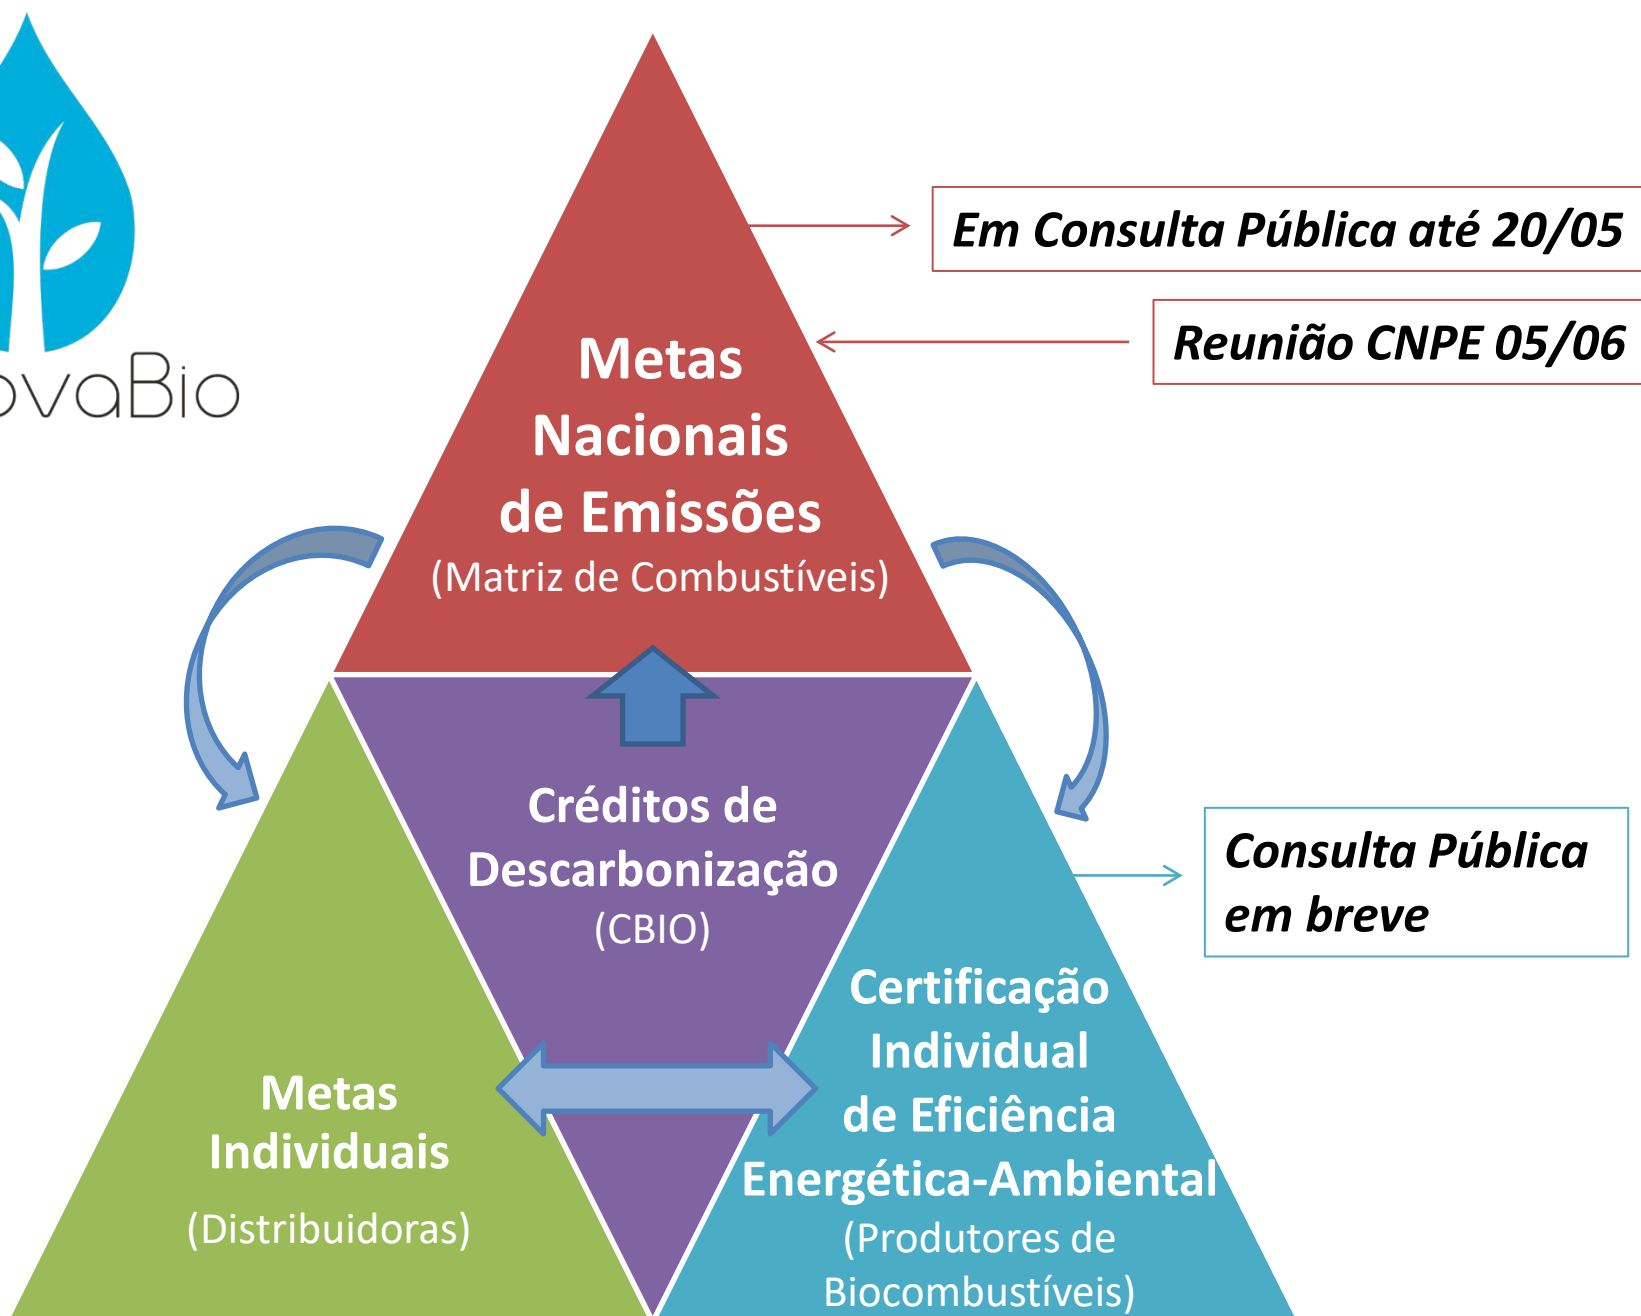 Em Consulta Pública até 20/05
Reunião CNPE 05/06
ovaBio
Metas
Nacionais
de Emissões
(Matriz de Combustíveis)
Créditos de
Descarbonização
(CBIO)
Consulta Pública
em breve
Certificação
Individual
de Eficiência
Energética-Ambiental
(Produtores de
Biocombustíveis)
Metas
Individuais
(Distribuidoras)